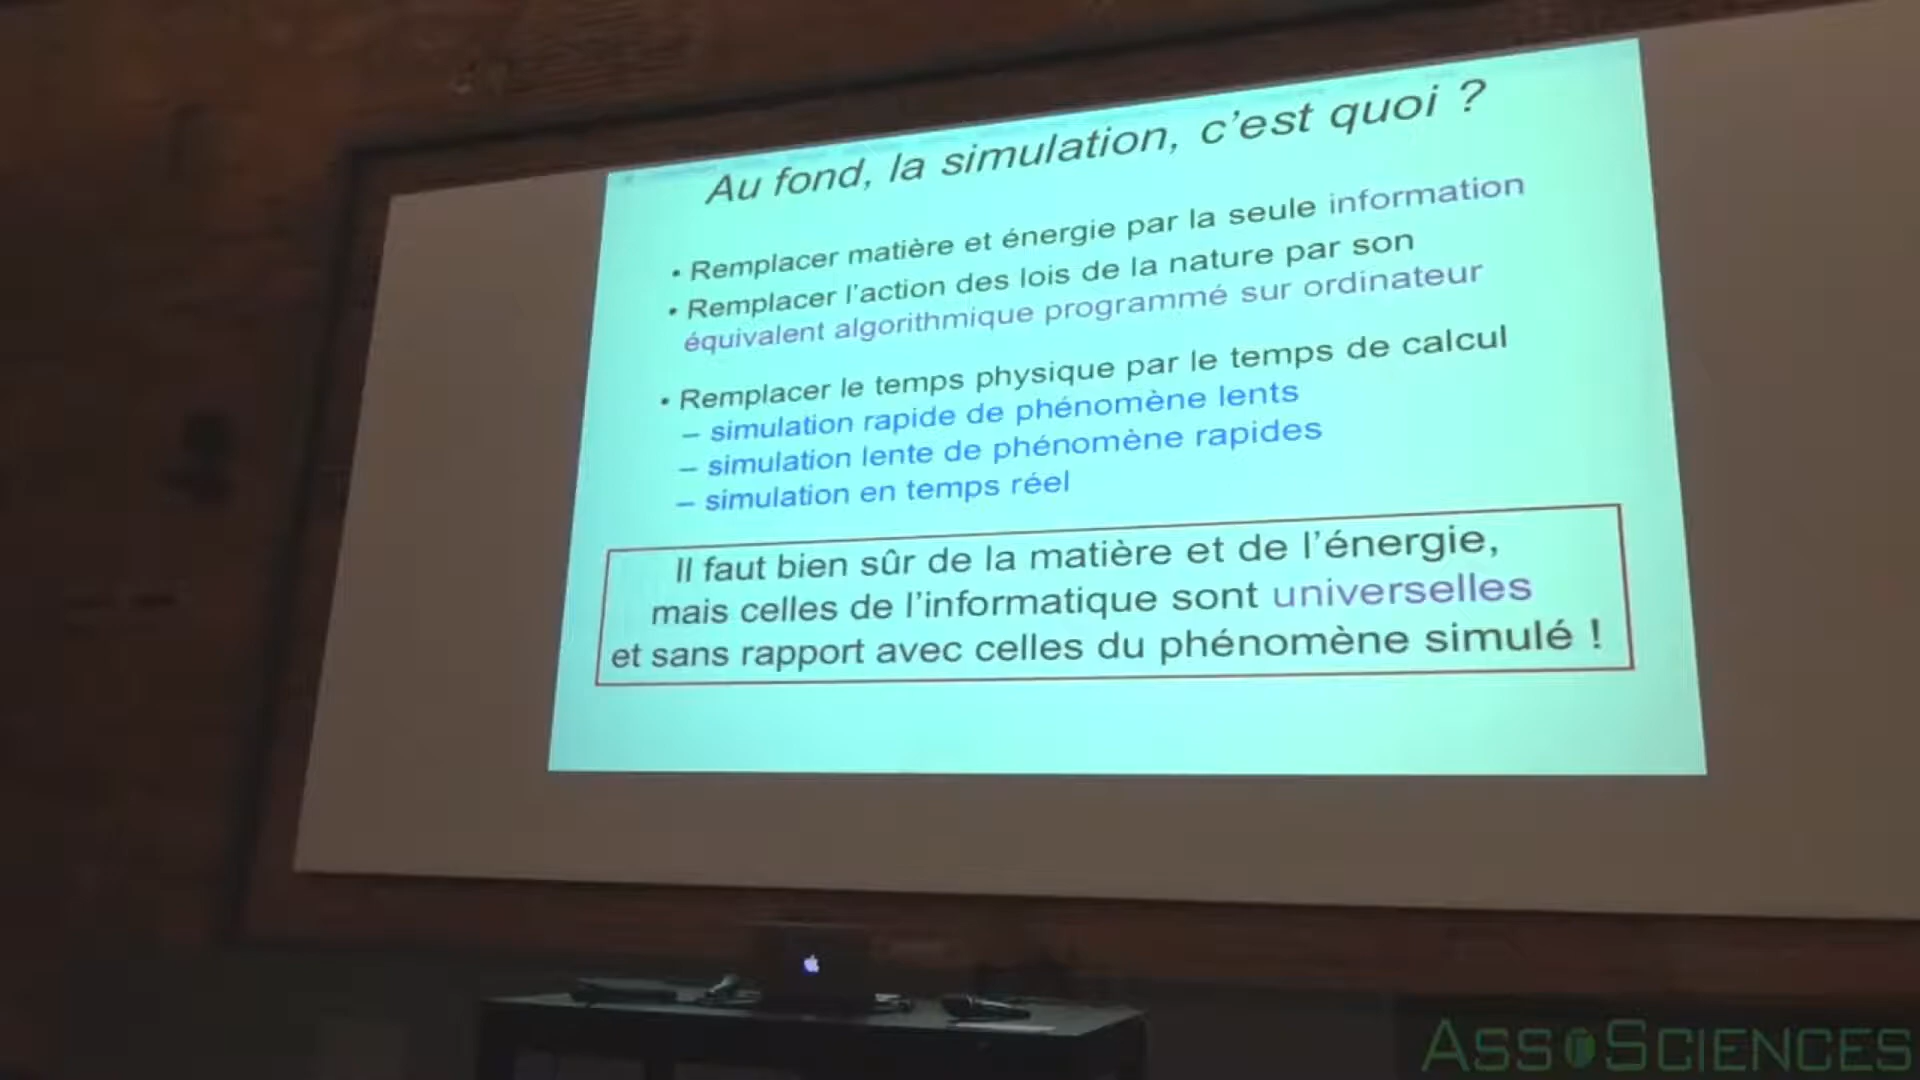 Au fond, la simulation, c'est quoi ?
• Remplacer matière et énergie par la seule information
• Remplacer l'action des lois de la nature par son
équivalent algorithmique programmé sur ordinateur
• Remplacer le temps physique par le temps de calcul
– simulation rapide de phénomène lents
– simulation lente de phénomène rapides
– simulation en temps réel
Il faut bien sûr de la matière et de l'énergie,
mais celles de l'informatique sont universelles
et sans rapport avec celles du phénomène simulé !
ASSOSCIENCES